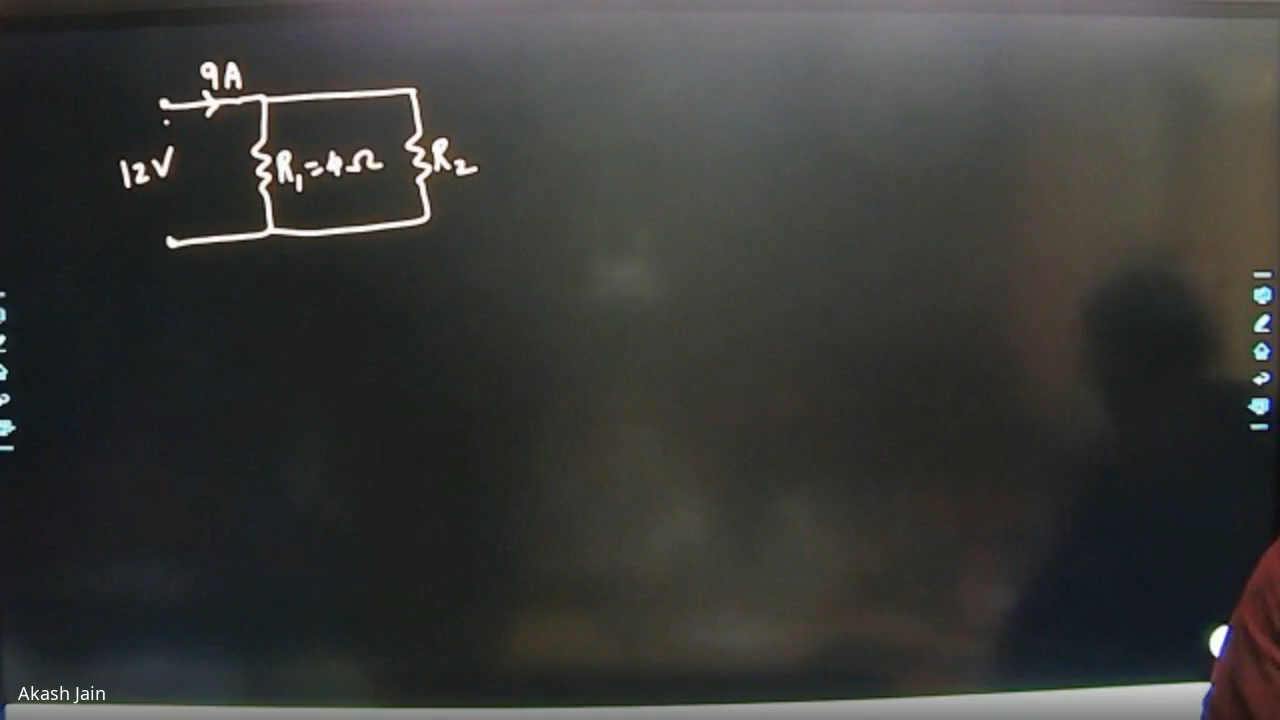 9A
12V
R₁=4Ω
R₂
Akash Jain